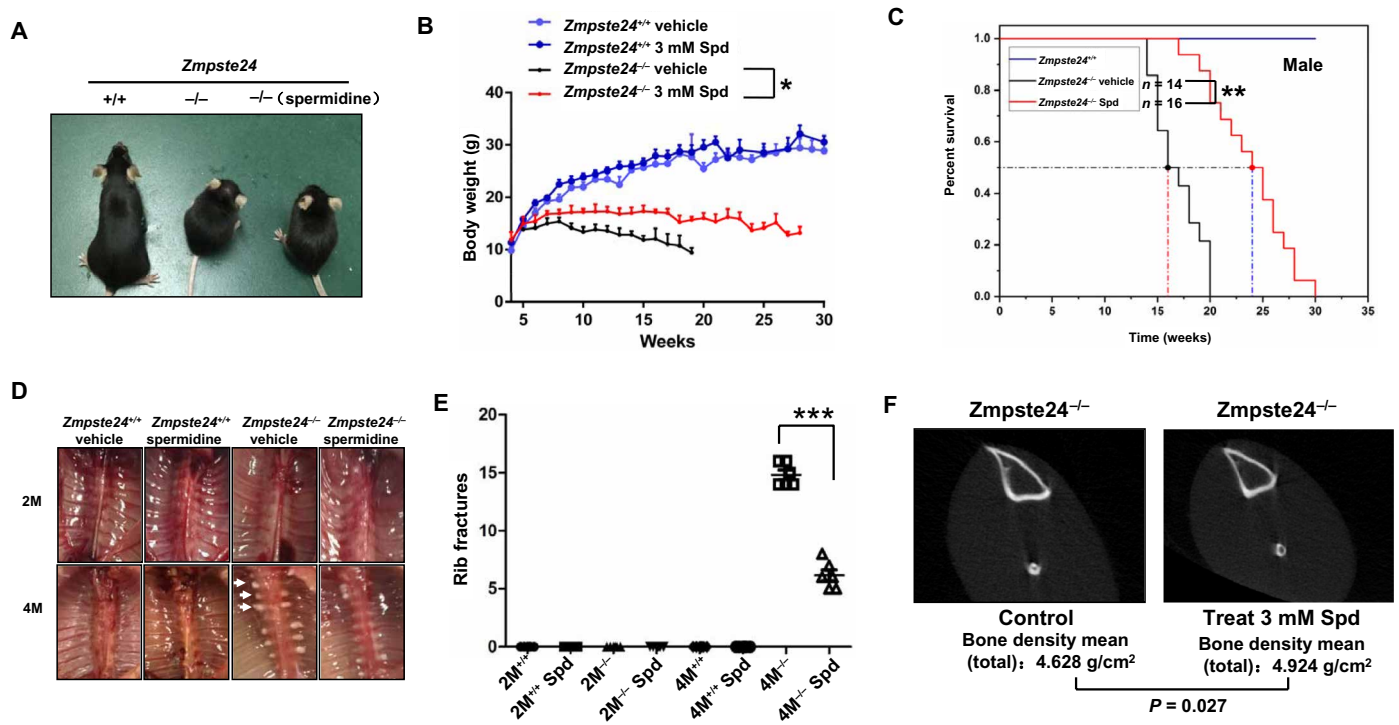 A
Zmpste24
+/+ –/– –/– (spermidine)
B
Zmpste24+/+ vehicle
Zmpste24+/+ 3 mM Spd
Zmpste24–/– vehicle
Zmpste24–/– 3 mM Spd
*
Body weight (g)
40
30
20
10
0
5 10 15 20 25 30
Weeks
C
Percent survival
1.0
0.8
0.6
0.4
0.2
0.0
0 5 10 15 20 25 30 35
Time (weeks)
Zmpste24+/+
Zmpste24–/– vehicle n = 14
Zmpste24–/– Spd n = 16
**
Male
D
Zmpste24+/+ Zmpste24+/+ Zmpste24–/– Zmpste24–/–
vehicle spermidine vehicle spermidine
2M
4M
E
Rib fractures
20
15
10
5
0
***
2M+/+
2M+/+ Spd
2M–/–
2M–/– Spd
4M+/+
4M+/+ Spd
4M–/–
4M–/– Spd
F
Zmpste24–/– Zmpste24–/–
Control
Bone density mean
(total): 4.628 g/cm2
Treat 3 mM Spd
Bone density mean
(total): 4.924 g/cm2
P = 0.027